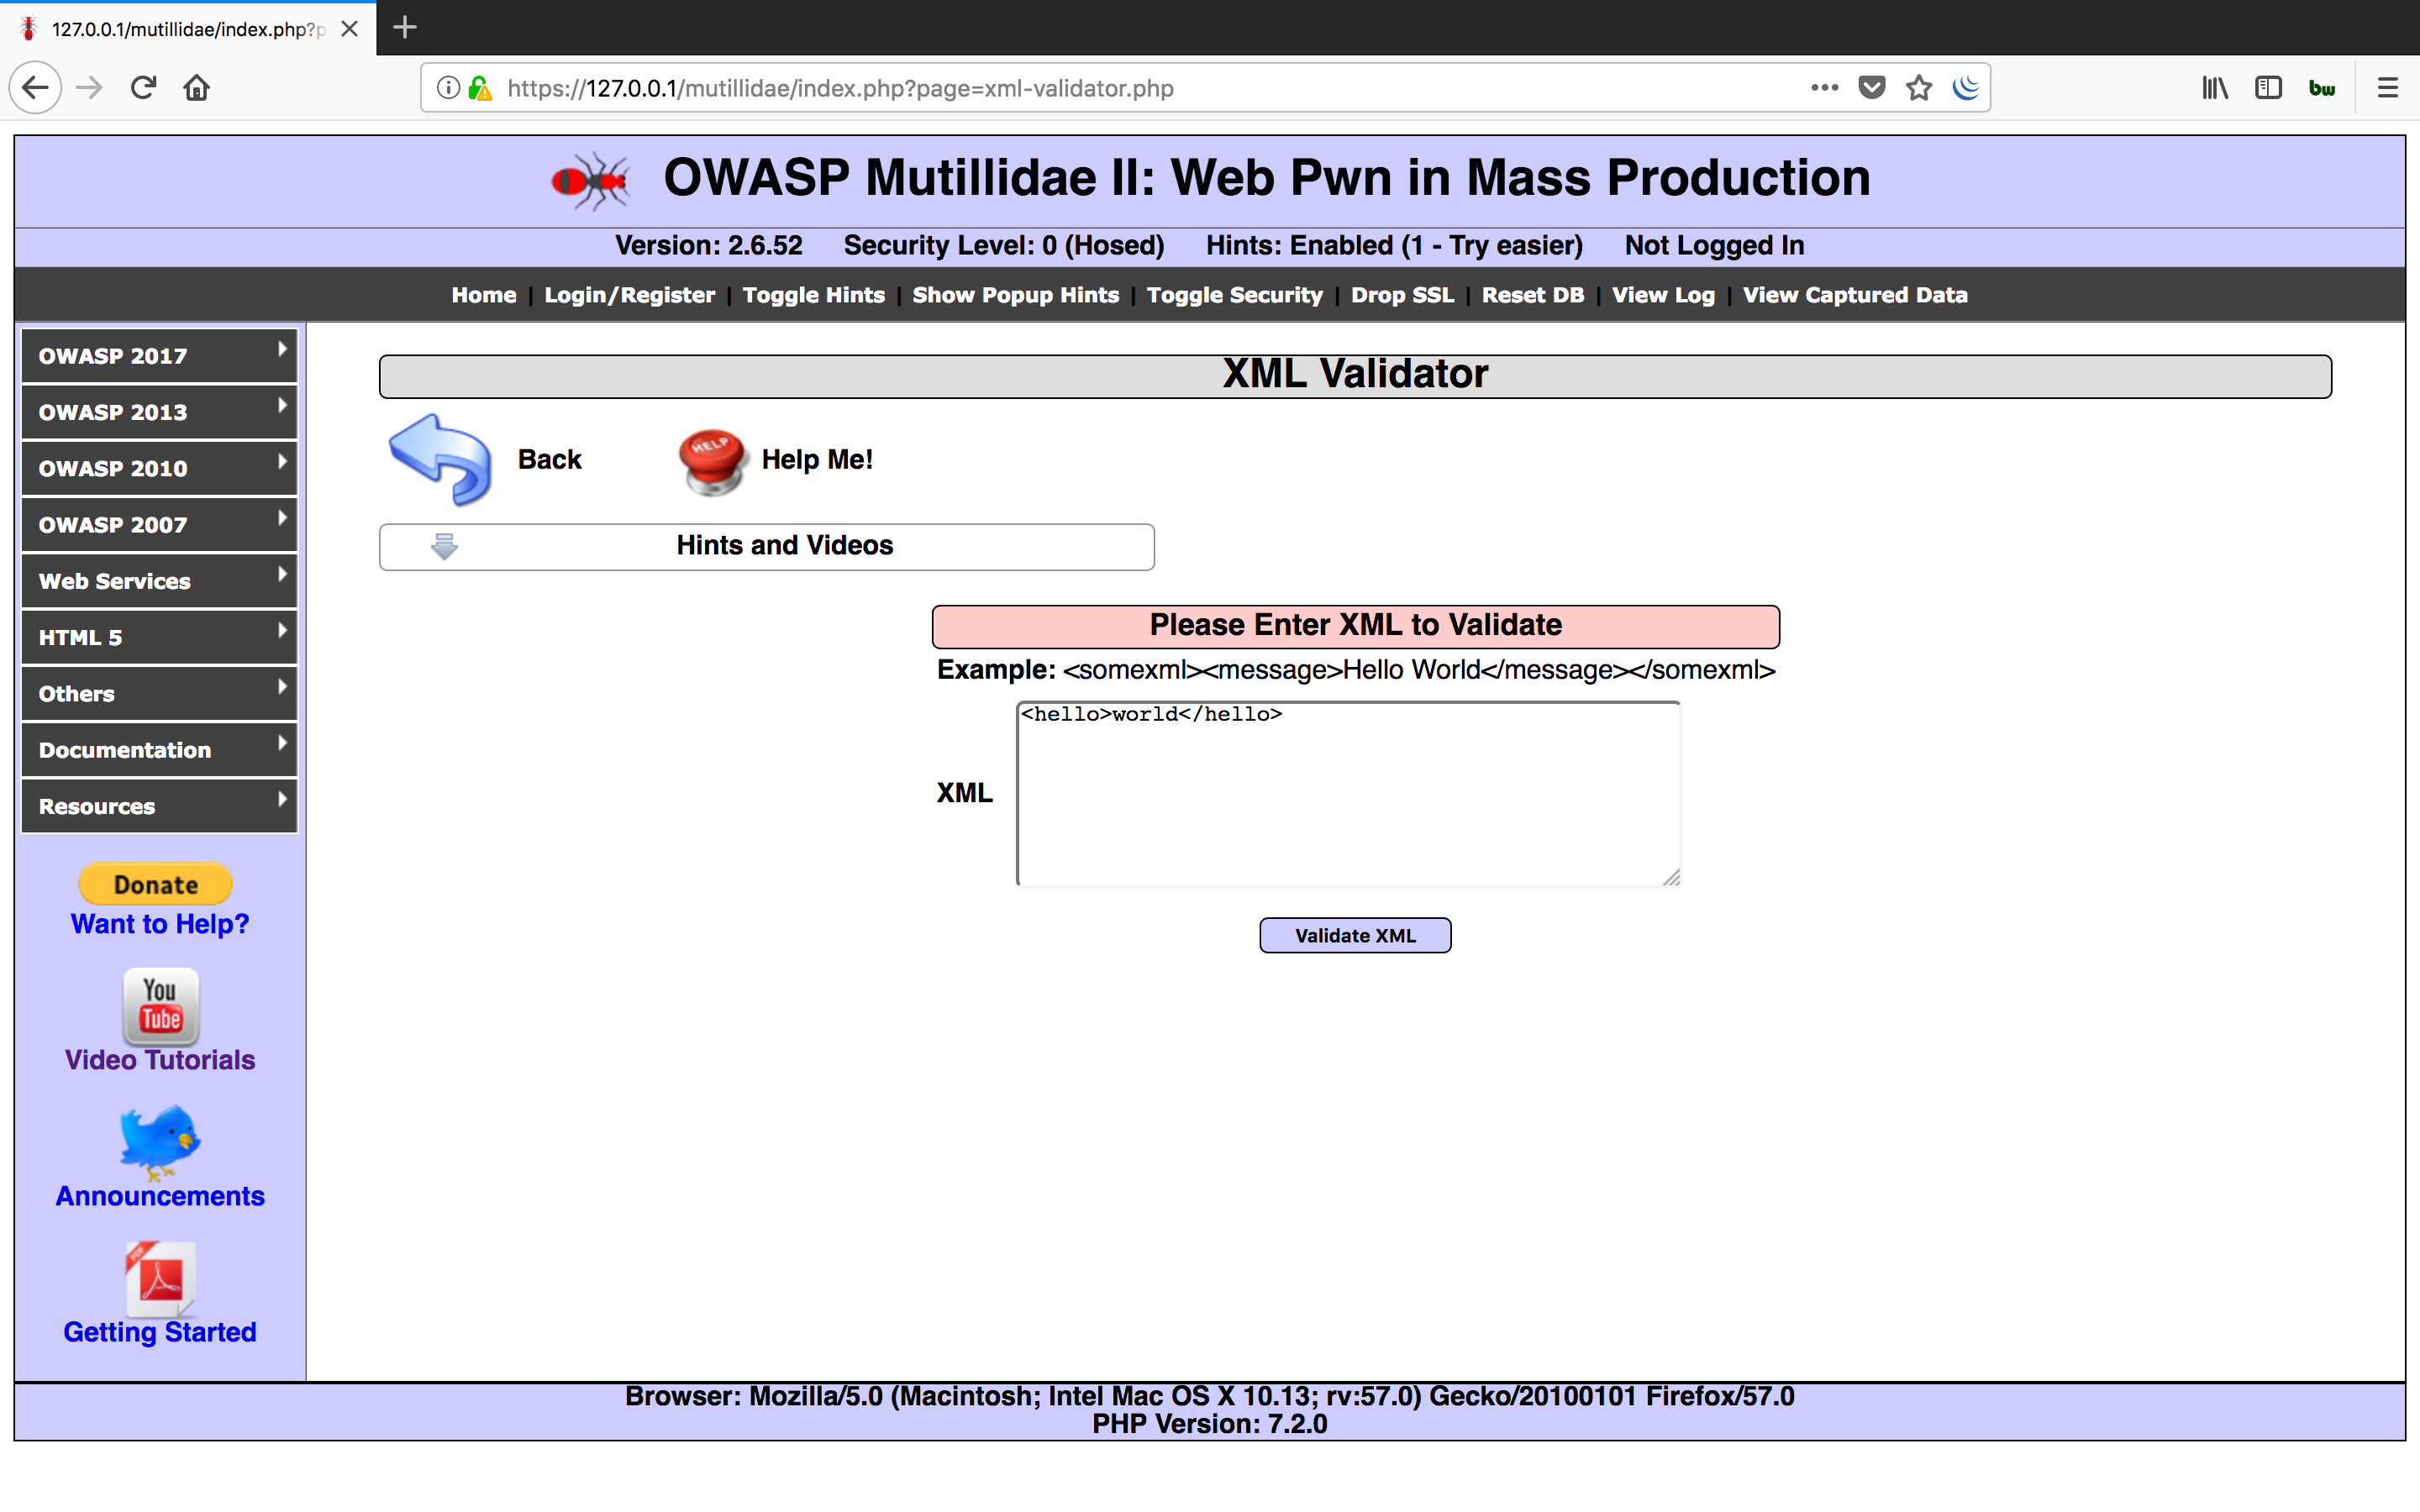 127.0.0.1/mutillidae/index.php?p
https://127.0.0.1/mutillidae/index.php?page=xml-validator.php
bw
OWASP Mutillidae II: Web Pwn in Mass Production
Version: 2.6.52 Security Level: 0 (Hosed) Hints: Enabled (1 - Try easier) Not Logged In
Home | Login/Register | Toggle Hints | Show Popup Hints | Toggle Security | Drop SSL | Reset DB | View Log | View Captured Data
OWASP 2017
OWASP 2013
OWASP 2010
OWASP 2007
Web Services
HTML 5
Others
Documentation
Resources
Donate
Want to Help?
You
Tube
Video Tutorials
Announcements
PDF
Getting Started
XML Validator
Back
HELP
Help Me!
Hints and Videos
Please Enter XML to Validate
Example: <somexml><message>Hello World</message></somexml>
XML
<hello>world</hello>
Validate XML
Browser: Mozilla/5.0 (Macintosh; Intel Mac OS X 10.13; rv:57.0) Gecko/20100101 Firefox/57.0
PHP Version: 7.2.0